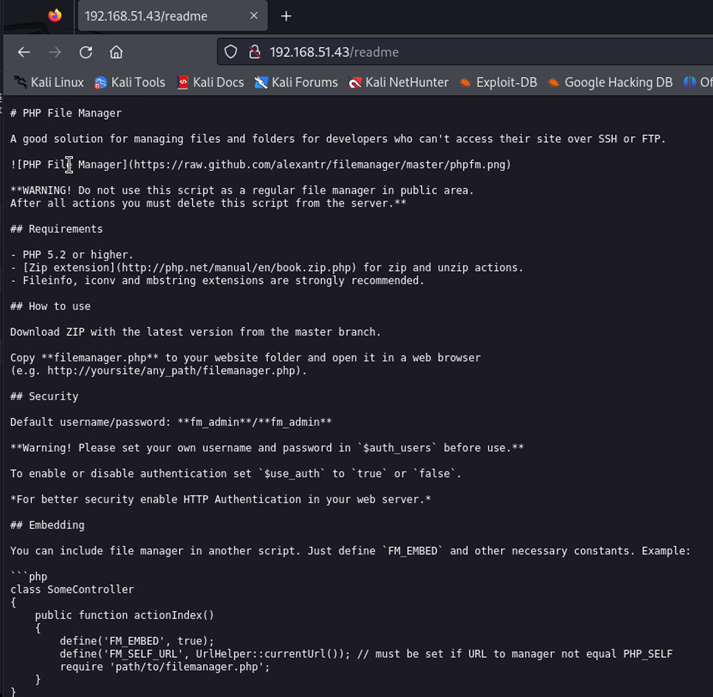 192.168.51.43/readme
192.168.51.43/readme
Kali Linux Kali Tools Kali Docs Kali Forums Kali NetHunter Exploit-DB Google Hacking DB
# PHP File Manager
A good solution for managing files and folders for developers who can't access their site over SSH or FTP.
![PHP File Manager](https://raw.github.com/alexantr/filemanager/master/phpfm.png)
**WARNING! Do not use this script as a regular file manager in public area.
After all actions you must delete this script from the server.**
## Requirements
- PHP 5.2 or higher.
- [Zip extension](http://php.net/manual/en/book.zip.php) for zip and unzip actions.
- Fileinfo, iconv and mbstring extensions are strongly recommended.
## How to use
Download ZIP with the latest version from the master branch.
Copy **filemanager.php** to your website folder and open it in a web browser
(e.g. http://yoursite/any_path/filemanager.php).
## Security
Default username/password: **fm_admin**/**fm_admin**
**Warning! Please set your own username and password in `$auth_users` before use.**
To enable or disable authentication set `$use_auth` to `true` or `false`.
*For better security enable HTTP Authentication in your web server.*
## Embedding
You can include file manager in another script. Just define `FM_EMBED` and other necessary constants. Example:
```php
class SomeController
{
    public function actionIndex()
    {
        define('FM_EMBED', true);
        define('FM_SELF_URL', UrlHelper::currentUrl()); // must be set if URL to manager not equal PHP_SELF
        require 'path/to/filemanager.php';
    }
}